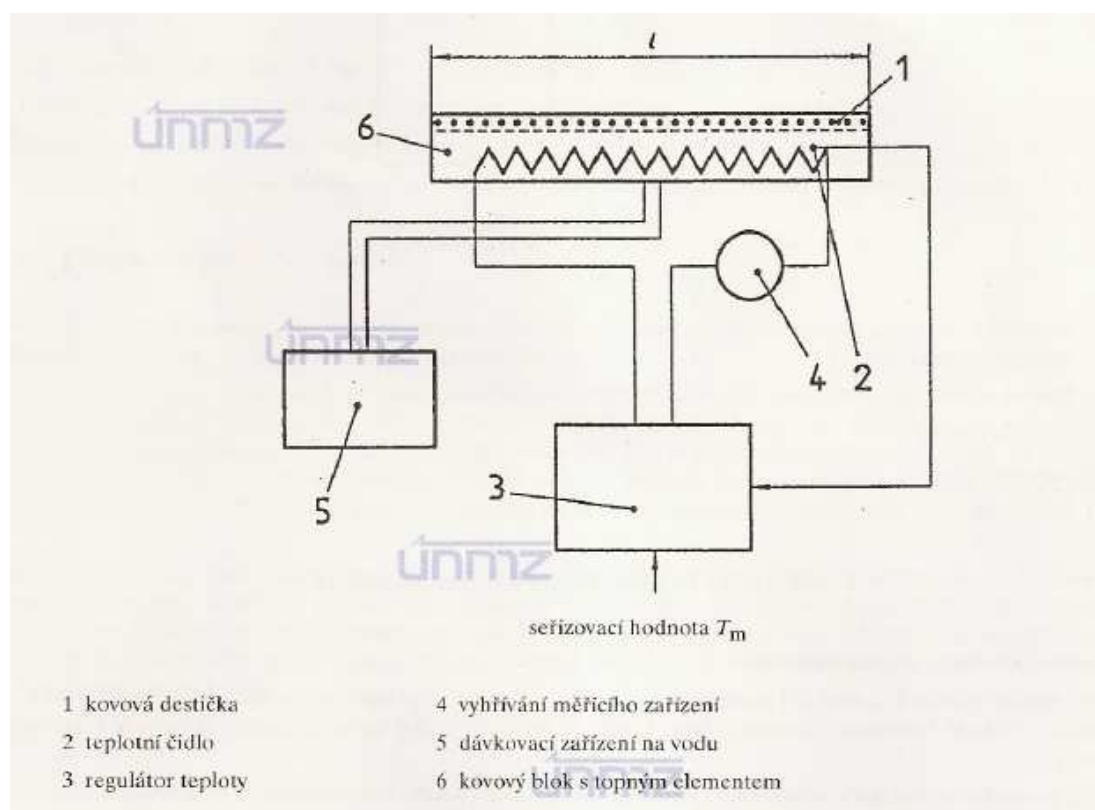 l
1
únmz
6
únmz
4
2
5
3
únmz
seřizovací hodnota Tm
1 kovová destička
4 vyhřívání měřicího zařízení
2 teplotní čidlo
5 dávkovací zařízení na vodu
3 regulátor teploty
6 kovový blok s topným elementem
únmz